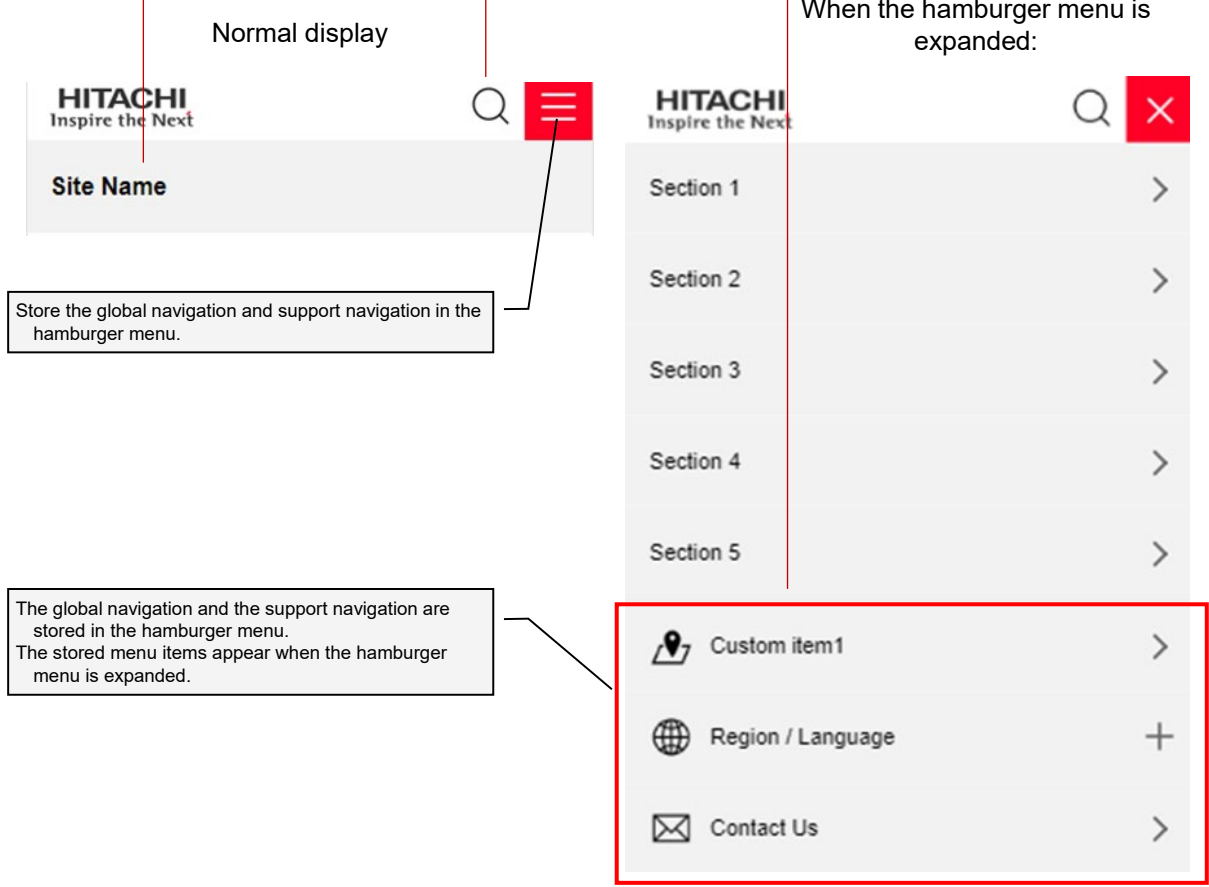 Normal display
HITACHI
Inspire the Next
Site Name
Store the global navigation and support navigation in the
hamburger menu.
The global navigation and the support navigation are
stored in the hamburger menu.
The stored menu items appear when the hamburger
menu is expanded.
When the hamburger menu is
expanded:
HITACHI
Inspire the Next
Section 1
Section 2
Section 3
Section 4
Section 5
Custom item1
Region / Language
Contact Us